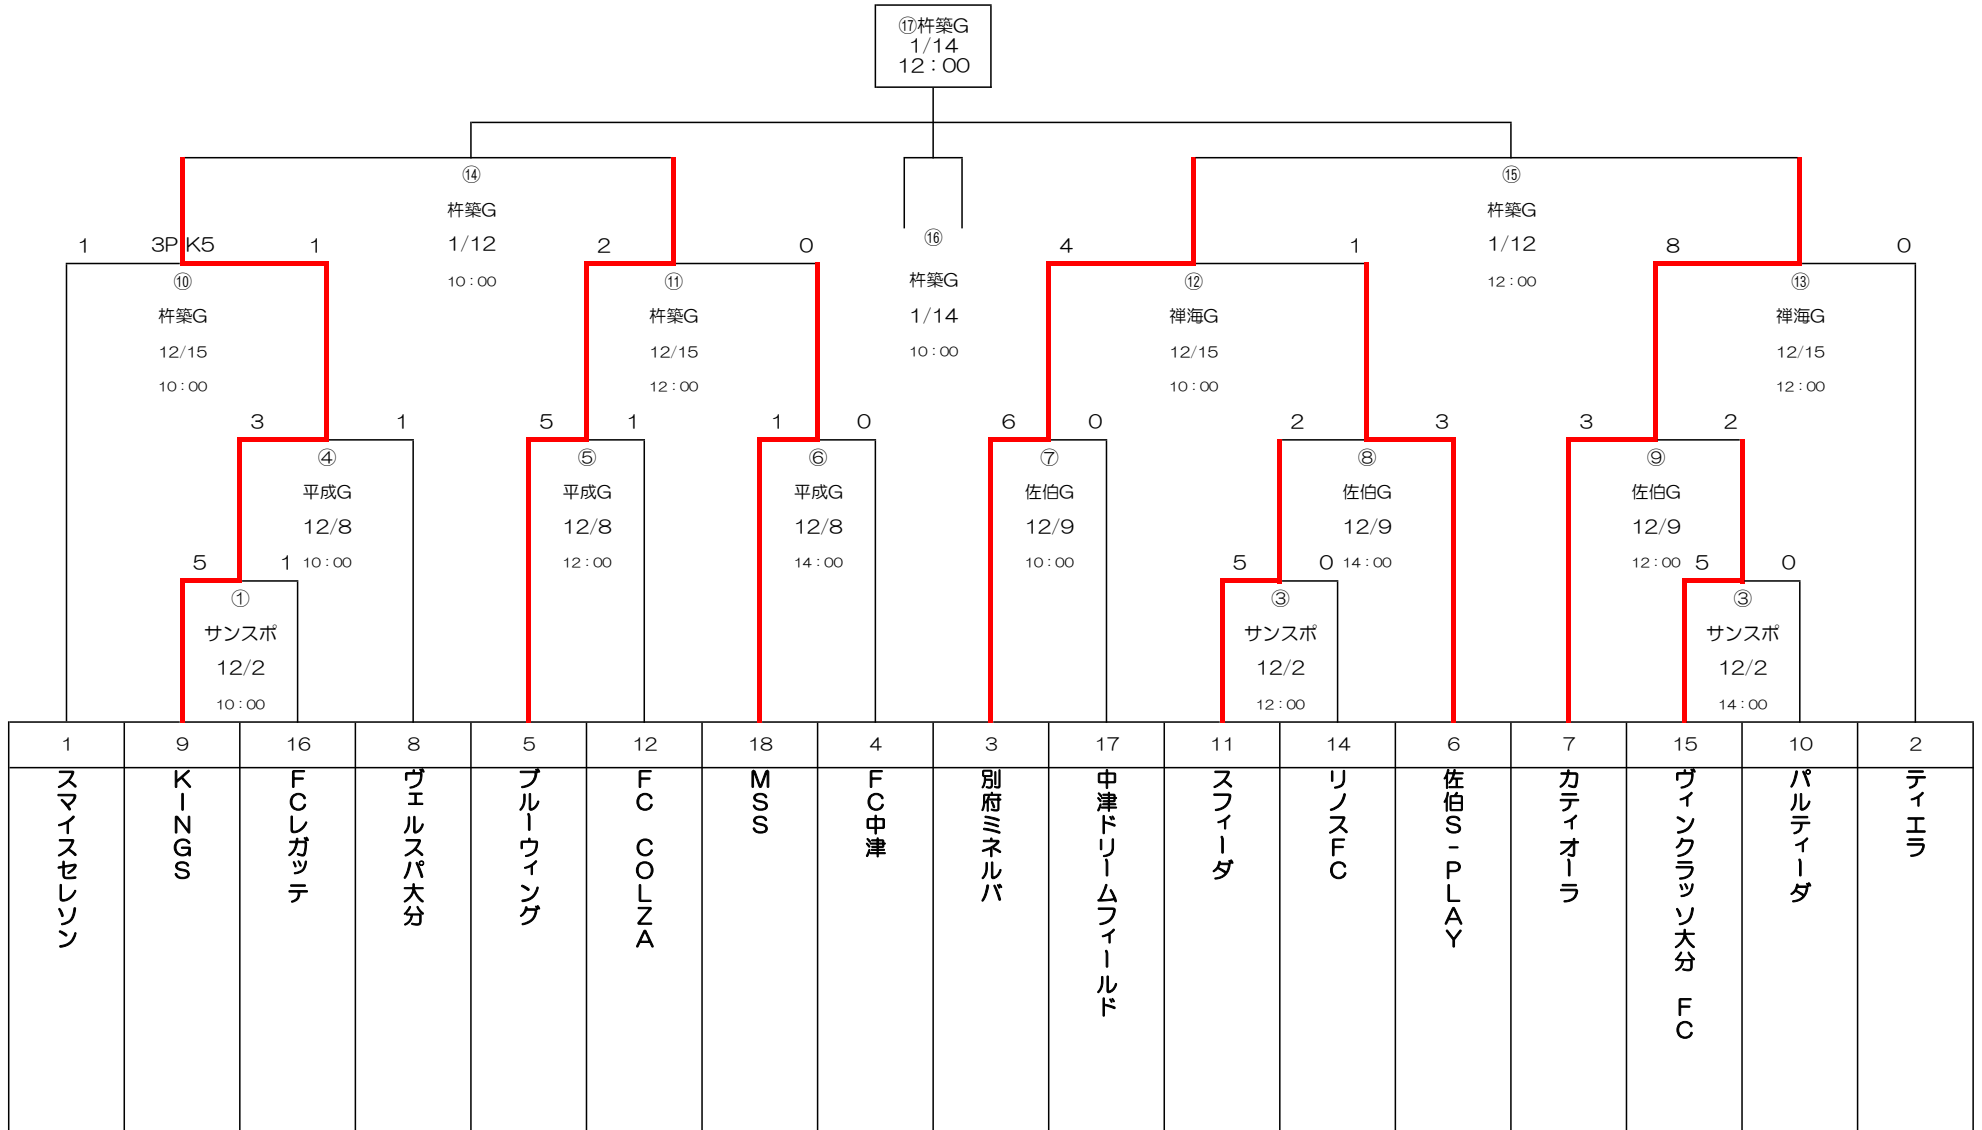 ⑰杵築G
1/14
12:00
⑭
⑮
杵築G
杵築G
⑯
1 3PK5 1
1/12
2 0
4 1
1/12
8 0
⑩
10:00
⑪
杵築G
⑫
12:00
⑬
杵築G
杵築G
1/14
禅海G
禅海G
12/15
12/15
10:00
12/15
12/15
10:00
12:00
10:00
12:00
3 1
5 1
1 0
6 0
2 3
3 2
④
⑤
⑥
⑦
⑧
⑨
平成G
平成G
平成G
佐伯G
佐伯G
佐伯G
12/8
12/8
12/8
12/9
12/9
12/9
5 1
10:00
12:00
14:00
10:00
5 0
14:00
12:00
5 0
①
③
③
サンスポ
サンスポ
サンスポ
12/2
12/2
12/2
10:00
12:00
14:00
1 9 16 8 5 12 18 4 3 17 11 14 6 7 15 10 2
スマイスセレソン
KINGS
FCレガッテ
ヴェルスパ大分
ブルーウィング
FC COLZA
MSS
FC中津
別府ミネルバ
中津ドリームフィールド
スフィーダ
リノスFC
佐伯S-PLAY
カティオーラ
ヴィンクラッソ大分 FC
パルティーダ
ティエラ